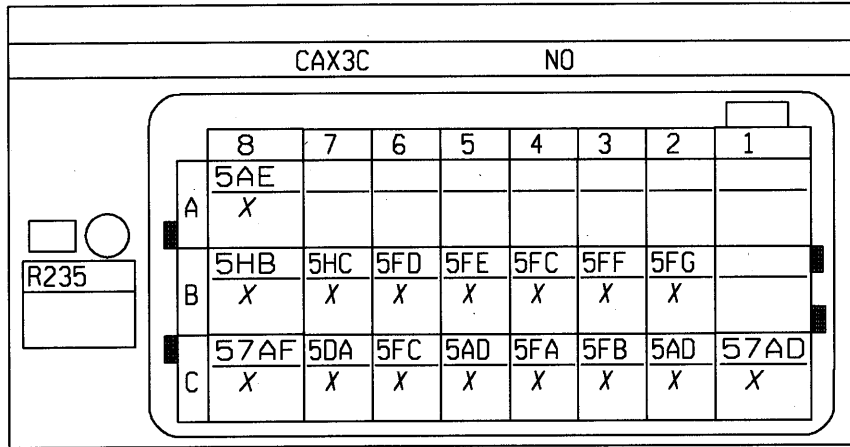 CAX3C NO
8 7 6 5 4 3 2 1
5AE
A X
R235
5HB 5HC 5FD 5FE 5FC 5FF 5FG
B X X X X X X X
57AF 5DA 5FC 5AD 5FA 5FB 5AD 57AD
C X X X X X X X X